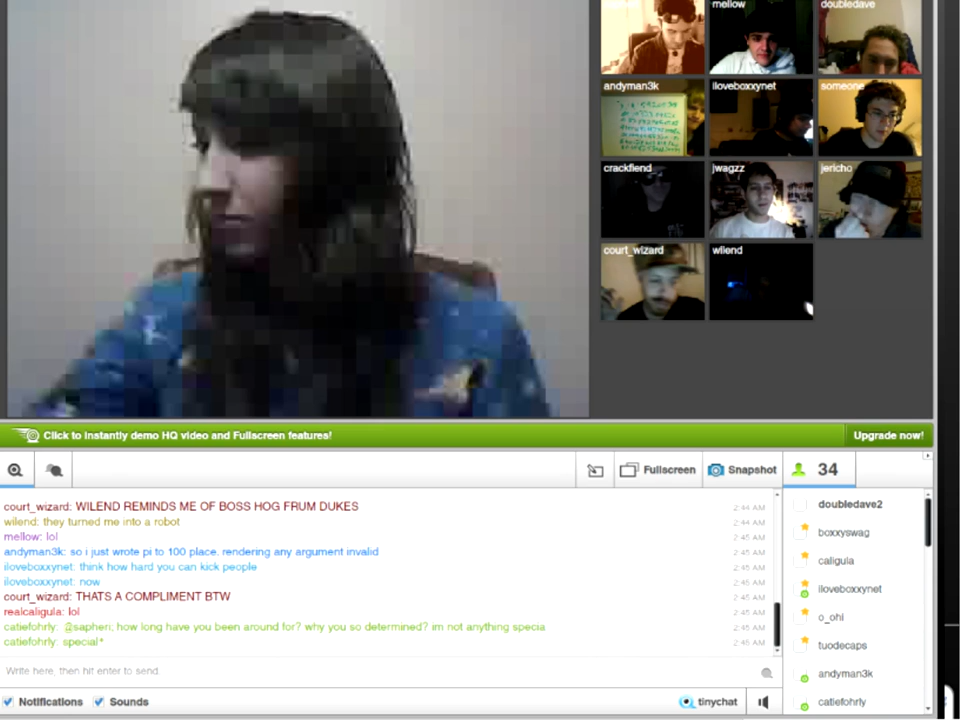 mellow
doubledave
andyman3k
iloveboxxynet
someone
crackfiend
jwagzz
jericho
court_wizard
wilend
Click to instantly demo HQ video and Fullscreen features!
Upgrade now!
Fullscreen
Snapshot
34
court_wizard: WILEND REMINDS ME OF BOSS HOG FRUM DUKES 2:44 AM
wilend: they turned me into a robot 2:44 AM
mellow: lol 2:45 AM
andyman3k: so i just wrote pi to 100 place. rendering any argument invalid 2:45 AM
iloveboxxynet: think how hard you can kick people 2:45 AM
iloveboxxynet: now 2:45 AM
court_wizard: THATS A COMPLIMENT BTW 2:45 AM
realcaligula: lol 2:45 AM
catiefohrly: @sapheri; how long have you been around for? why you so determined? im not anything specia 2:45 AM
catiefohrly: special* 2:45 AM
doubledave2
boxxyswag
caligula
iloveboxxynet
o_ohi
tuodecaps
andyman3k
catiefohrly
Write here, then hit enter to send.
Notifications
Sounds
tinychat